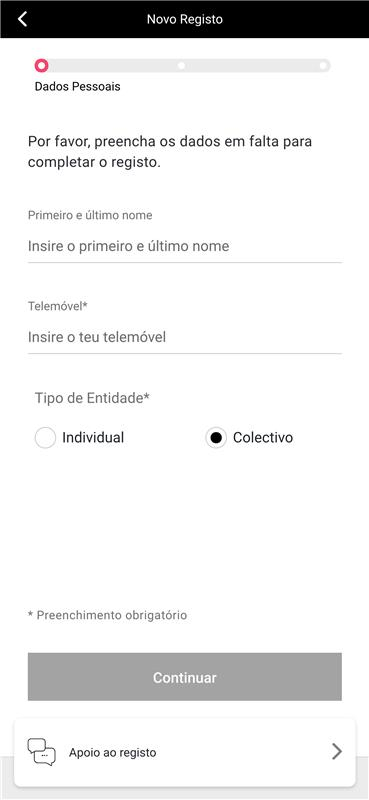 Novo Registo
Dados Pessoais
Por favor, preencha os dados em falta para
completar o registo.
Primeiro e último nome
Insire o primeiro e último nome
Telemóvel*
Insire o teu telemóvel
Tipo de Entidade*
Individual Colectivo
* Preenchimento obrigatório
Continuar
Apoio ao registo